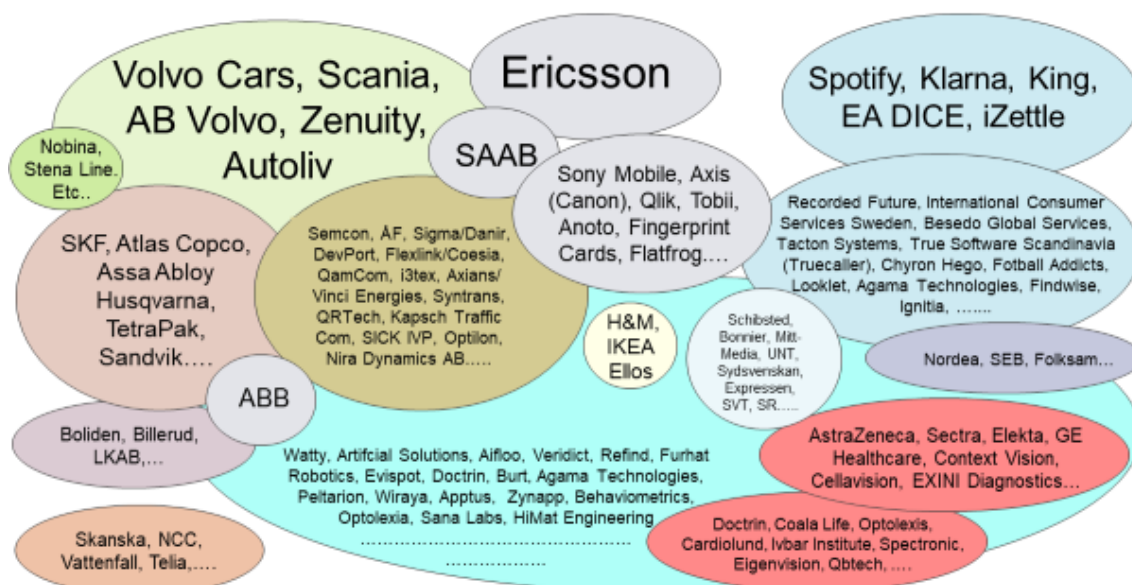 Volvo Cars, Scania,
AB Volvo, Zenuity,
Autoliv
Ericsson
Spotify, Klarna, King,
EA DICE, iZettle
Nobina,
Stena Line.
Etc..
SAAB
Sony Mobile, Axis
(Canon), Qlik, Tobii,
Anoto, Fingerprint
Cards, Flatfrog....
Recorded Future, International Consumer
Services Sweden, Besedo Global Services,
Tacton Systems, True Software Scandinavia
(Truecaller), Chyron Hego, Fotball Addicts,
Looklet, Agama Technologies, Findwise,
Ignitia, .......
SKF, Atlas Copco,
Assa Abloy
Husqvarna,
TetraPak,
Sandvik....
Semcon, ÅF, Sigma/Danir,
DevPort, Flexlink/Coesia,
QamCom, i3tex, Axians/
Vinci Energies, Syntrans,
QRTech, Kapsch Traffic
Com, SICK IVP, Optilon,
Nira Dynamics AB.....
H&M,
IKEA
Ellos
Schibsted,
Bonnier, Mitt-
Media, UNT,
Sydsvenskan,
Expressen,
SVT, SR......
Nordea, SEB, Folksam...
ABB
Boliden, Billerud,
LKAB,...
Watty, Artifcial Solutions, Aifloo, Veridict, Refind, Furhat
Robotics, Evispot, Doctrin, Burt, Agama Technologies,
Peltarion, Wiraya, Apptus, Zynapp, Behaviometrics,
Optolexia, Sana Labs, HiMat Engineering
................................................
..................
AstraZeneca, Sectra, Elekta, GE
Healthcare, Context Vision,
Cellavision, EXINI Diagnostics...
Doctrin, Coala Life, Optolexis,
Cardiolund, Ivbar Institute, Spectronic,
Eigenvision, Qbtech, ....
Skanska, NCC,
Vattenfall, Telia,....